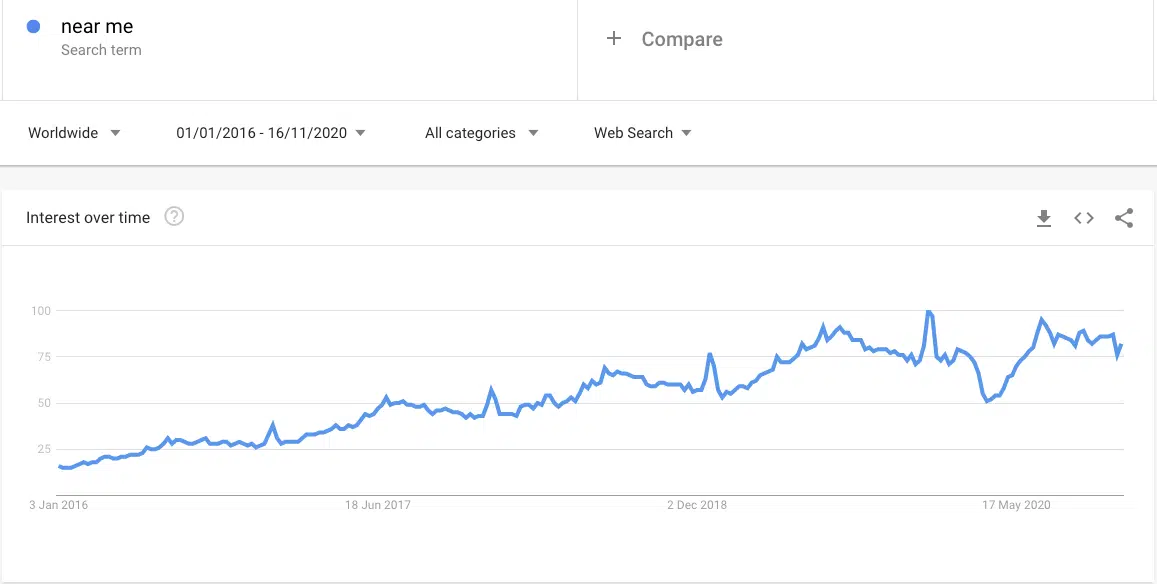 near me
Search term
Compare
Worldwide
01/01/2016 - 16/11/2020
All categories
Web Search
Interest over time
100
75
50
25
3 Jan 2016
18 Jun 2017
2 Dec 2018
17 May 2020